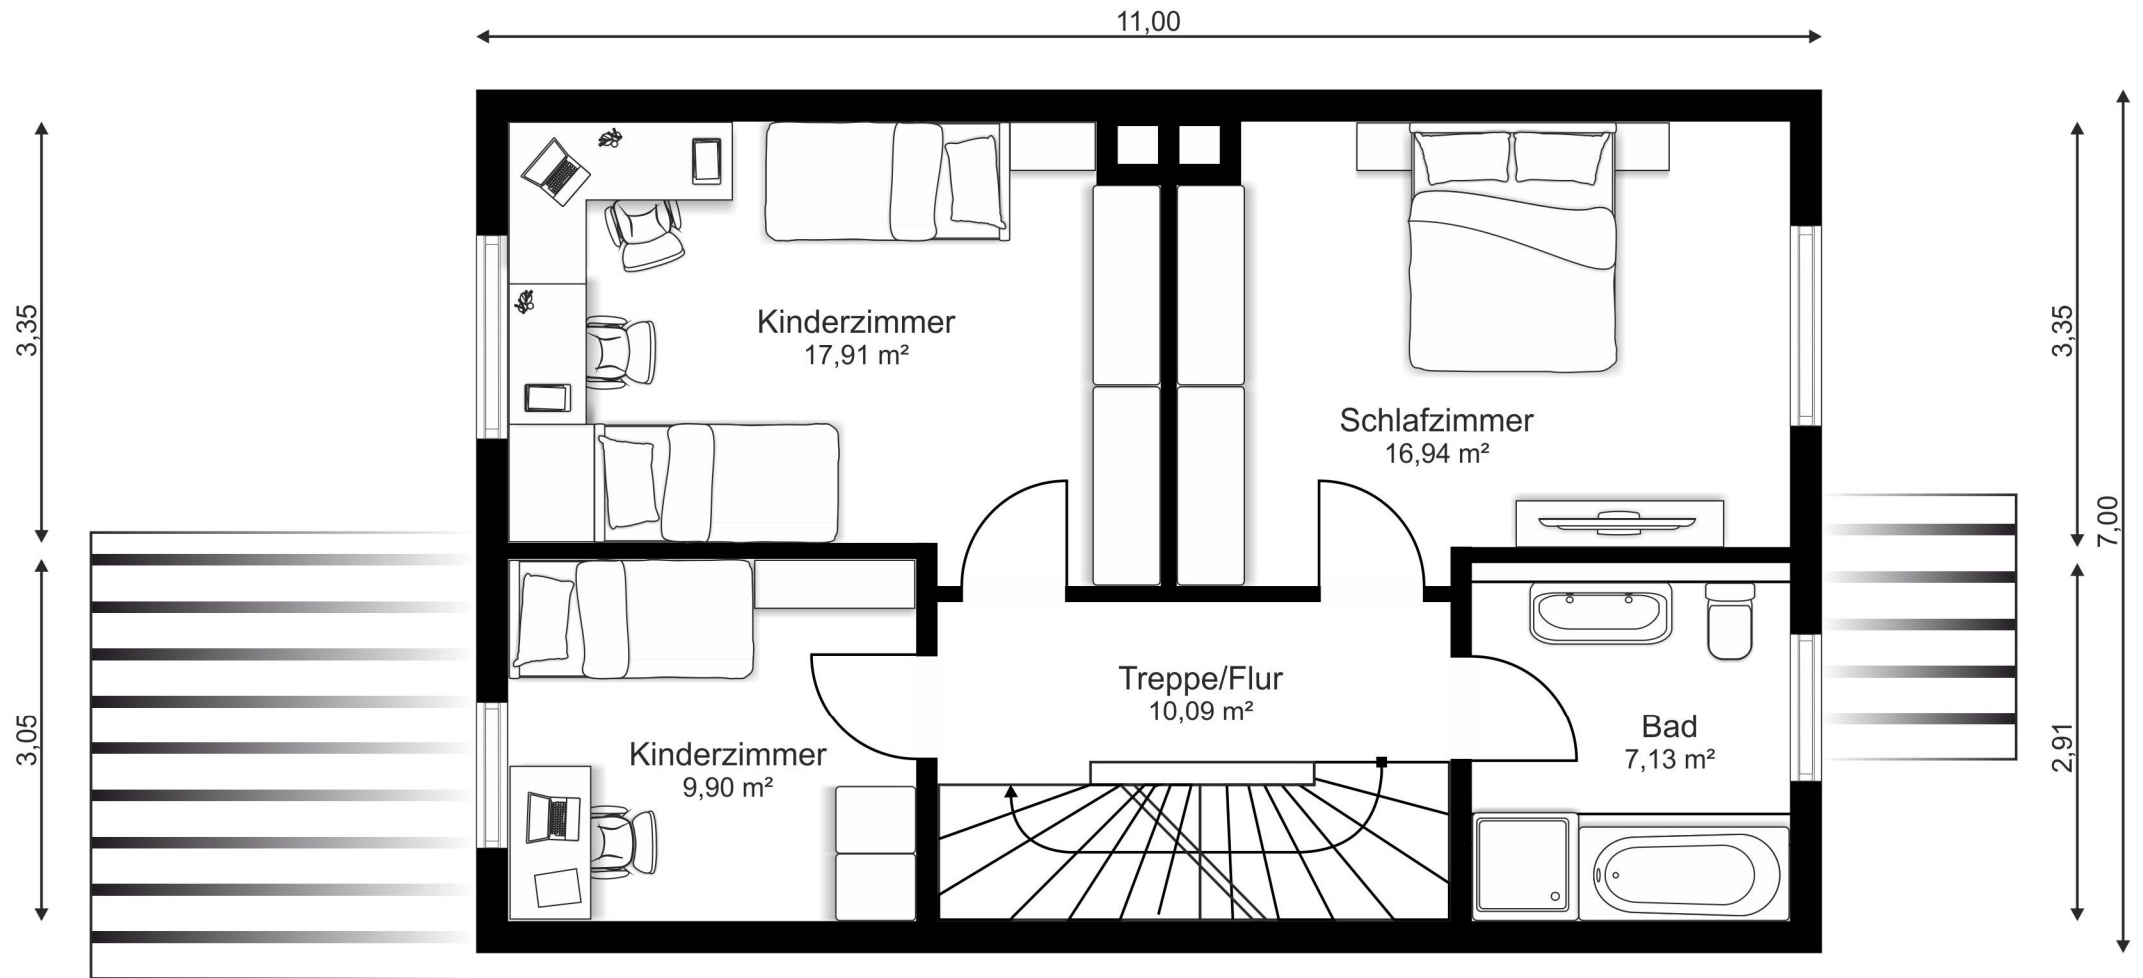 11,00
3,35
3,35
Kinderzimmer
17,91 m²
Schlafzimmer
16,94 m²
7,00
Treppe/Flur
10,09 m²
Kinderzimmer
9,90 m²
Bad
7,13 m²
3,05
2,91